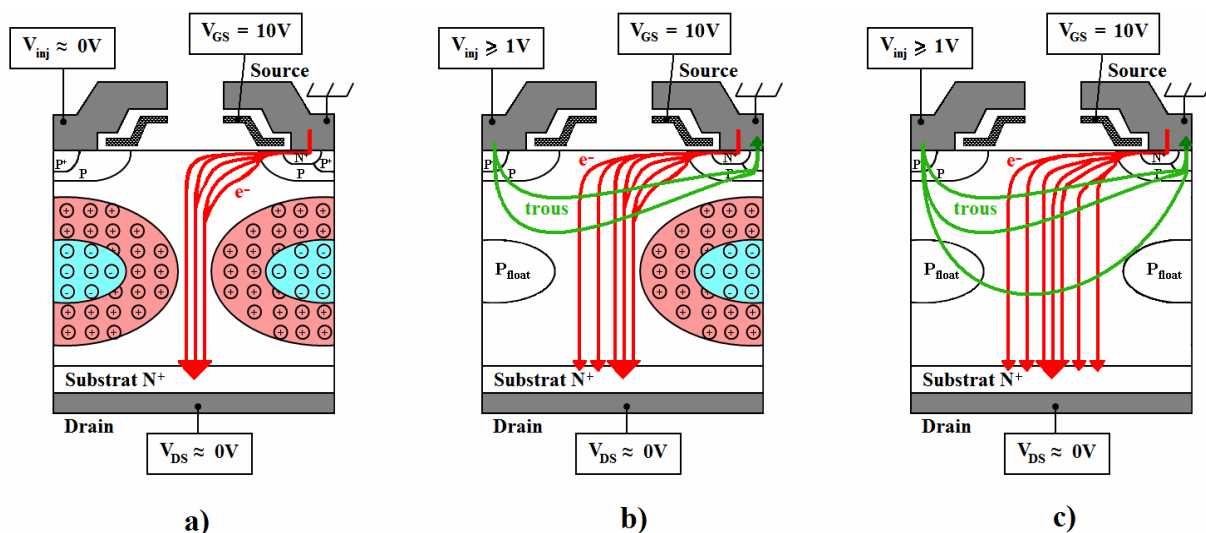 V_inj ≈ 0V
V_GS = 10V
Source
P+
P
N+
P+
P
e-
Substrat N+
Drain
V_DS ≈ 0V
a)
V_inj ⩾ 1V
V_GS = 10V
Source
P
P
N+
P
e-
trous
P_float
Substrat N+
Drain
V_DS ≈ 0V
b)
V_inj ⩾ 1V
V_GS = 10V
Source
P
P
N+
P
e-
trous
P_float
P_float
Substrat N+
Drain
V_DS ≈ 0V
c)